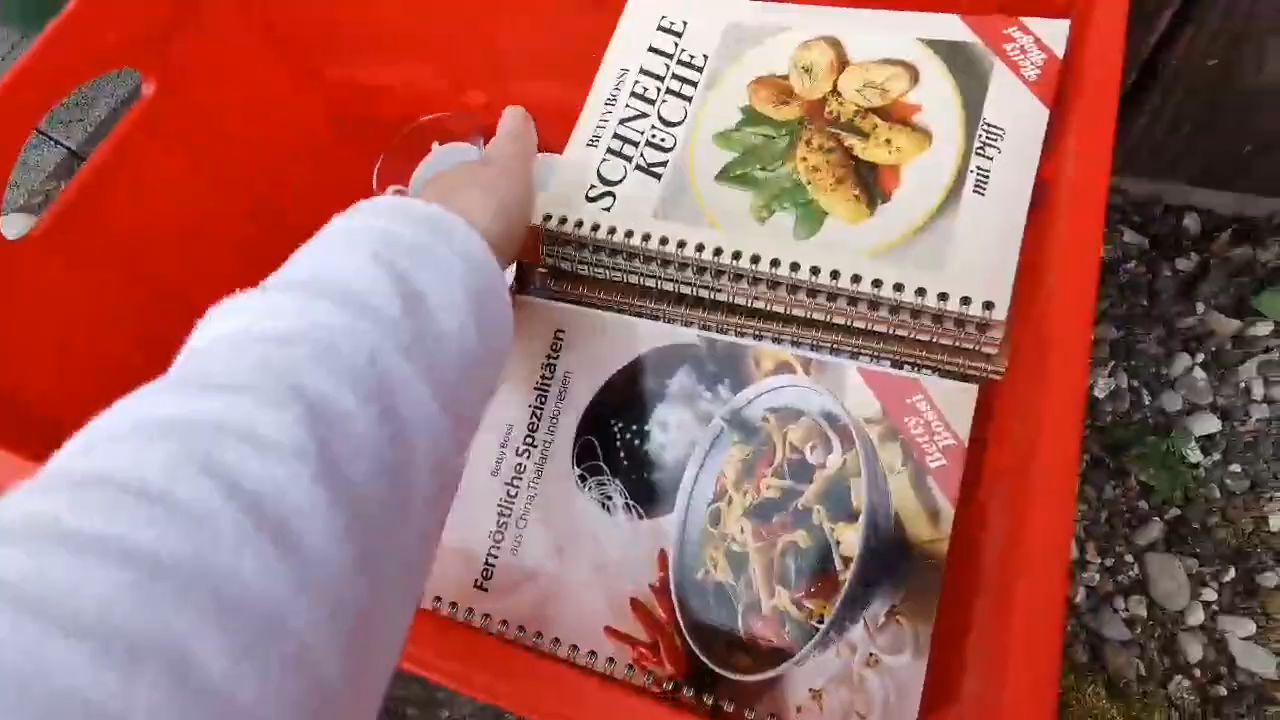 BETTY BOSSI
SCHNELLE
KÜCHE
mit Pfiff
Betty
Bossi
Betty Bossi
Fernöstliche Spezialitäten
aus China, Thailand, Indonesien
Betty
Bossi